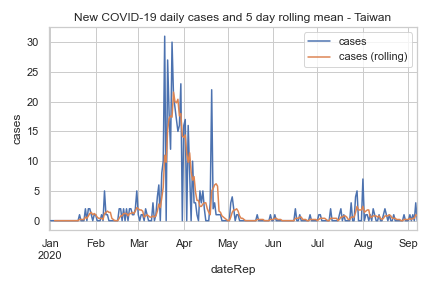 New COVID-19 daily cases and 5 day rolling mean - Taiwan
cases
cases (rolling)
30
25
20
15
10
5
0
cases
Jan
2020
Feb
Mar
Apr
May
Jun
Jul
Aug
Sep
dateRep